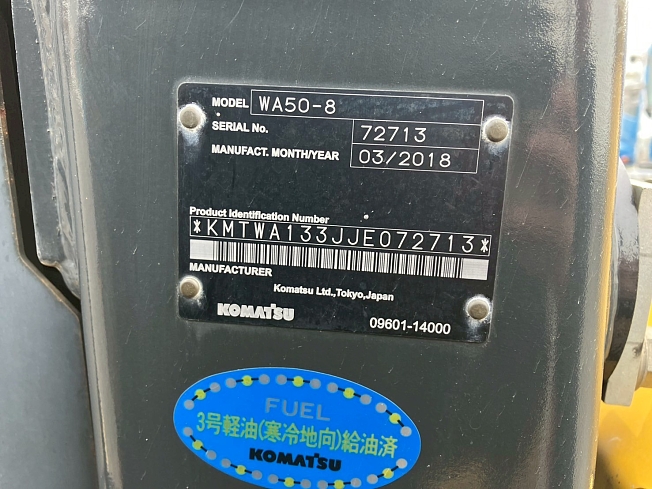 MODEL WA50-8
SERIAL No. 72713
MANUFACT. MONTH/YEAR 03/2018
Product Identification Number
*KMTWA133JJE072713*
MANUFACTURER
Komatsu Ltd.,Tokyo,Japan
KOMATSU 09601-14000
FUEL
3号軽油(寒冷地向)給油済
KOMATSU